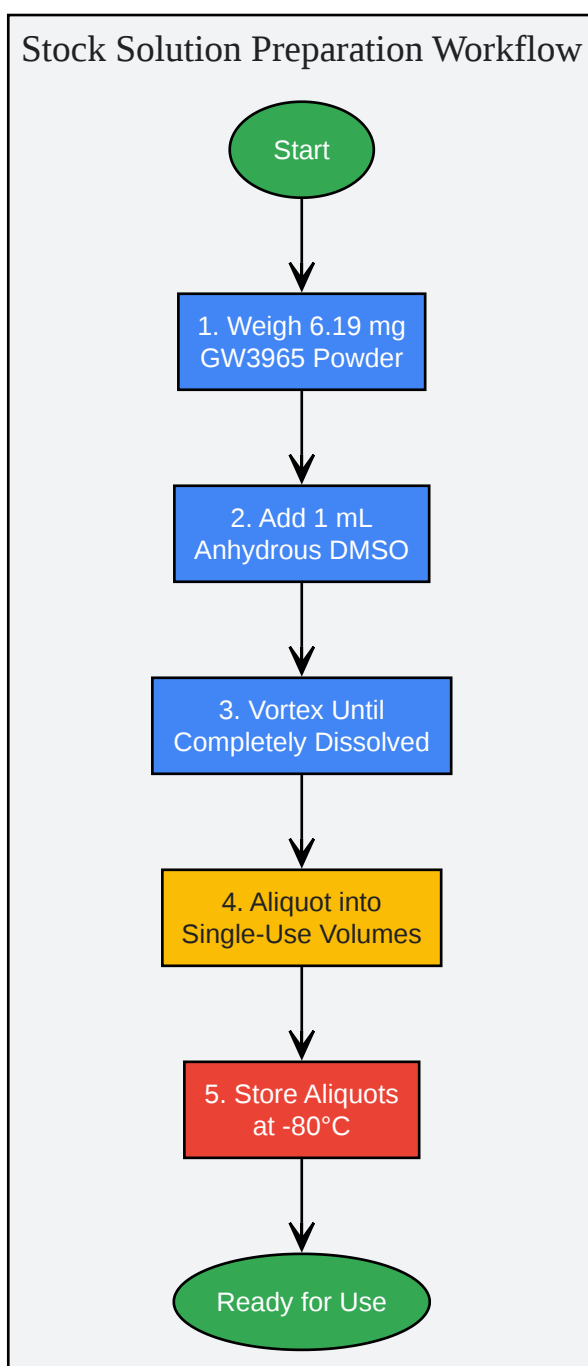 Stock Solution Preparation Workflow
Start
1. Weigh 6.19 mg
GW3965 Powder
2. Add 1 mL
Anhydrous DMSO
3. Vortex Until
Completely Dissolved
4. Aliquot into
Single-Use Volumes
5. Store Aliquots
at -80°C
Ready for Use